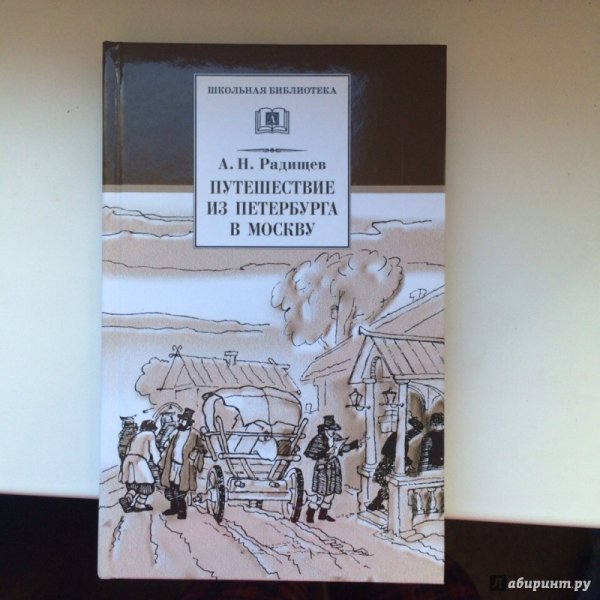 ШКОЛЬНАЯ БИБЛИОТЕКА
А. Н. Радищев
ПУТЕШЕСТВИЕ
ИЗ ПЕТЕРБУРГА
В МОСКВУ
Лабиринт.ру